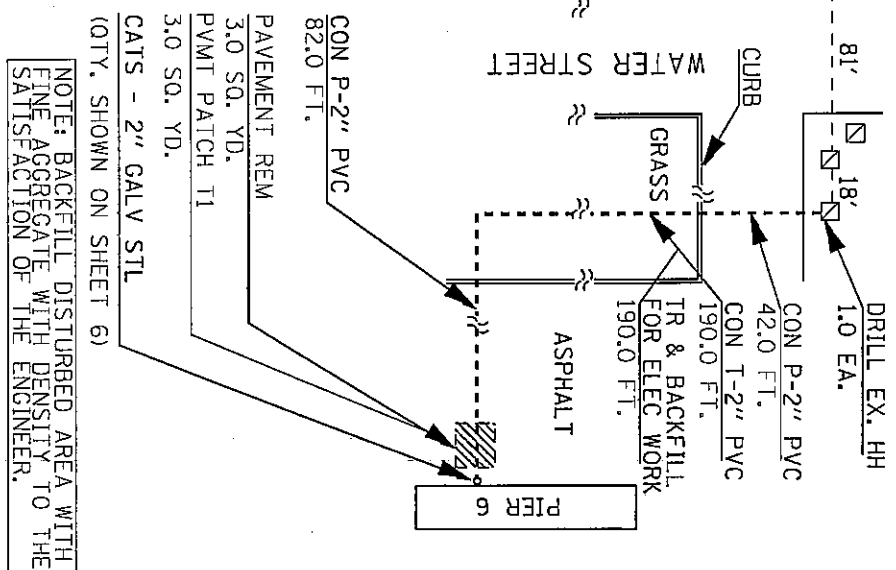 81'
18'
DRILL EX. HH
1.0 EA.
CON P-2" PVC
42.0 FT.
CON T-2" PVC
190.0 FT.
TR & BACKFILL
FOR ELEC WORK
190.0 FT.
CURB
WATER STREET
GRASS
ASPHALT
PIER 6
CON P-2" PVC
82.0 FT.
PAVEMENT REM
3.0 SQ. YD.
PVMT PATCH T1
3.0 SQ. YD.
CATS - 2" GALV STL
(QTY. SHOWN ON SHEET 6)
NOTE: BACKFILL DISTURBED AREA WITH
FINE AGGREGATE WITH DENSITY TO THE
SATISFACTION OF THE ENGINEER.